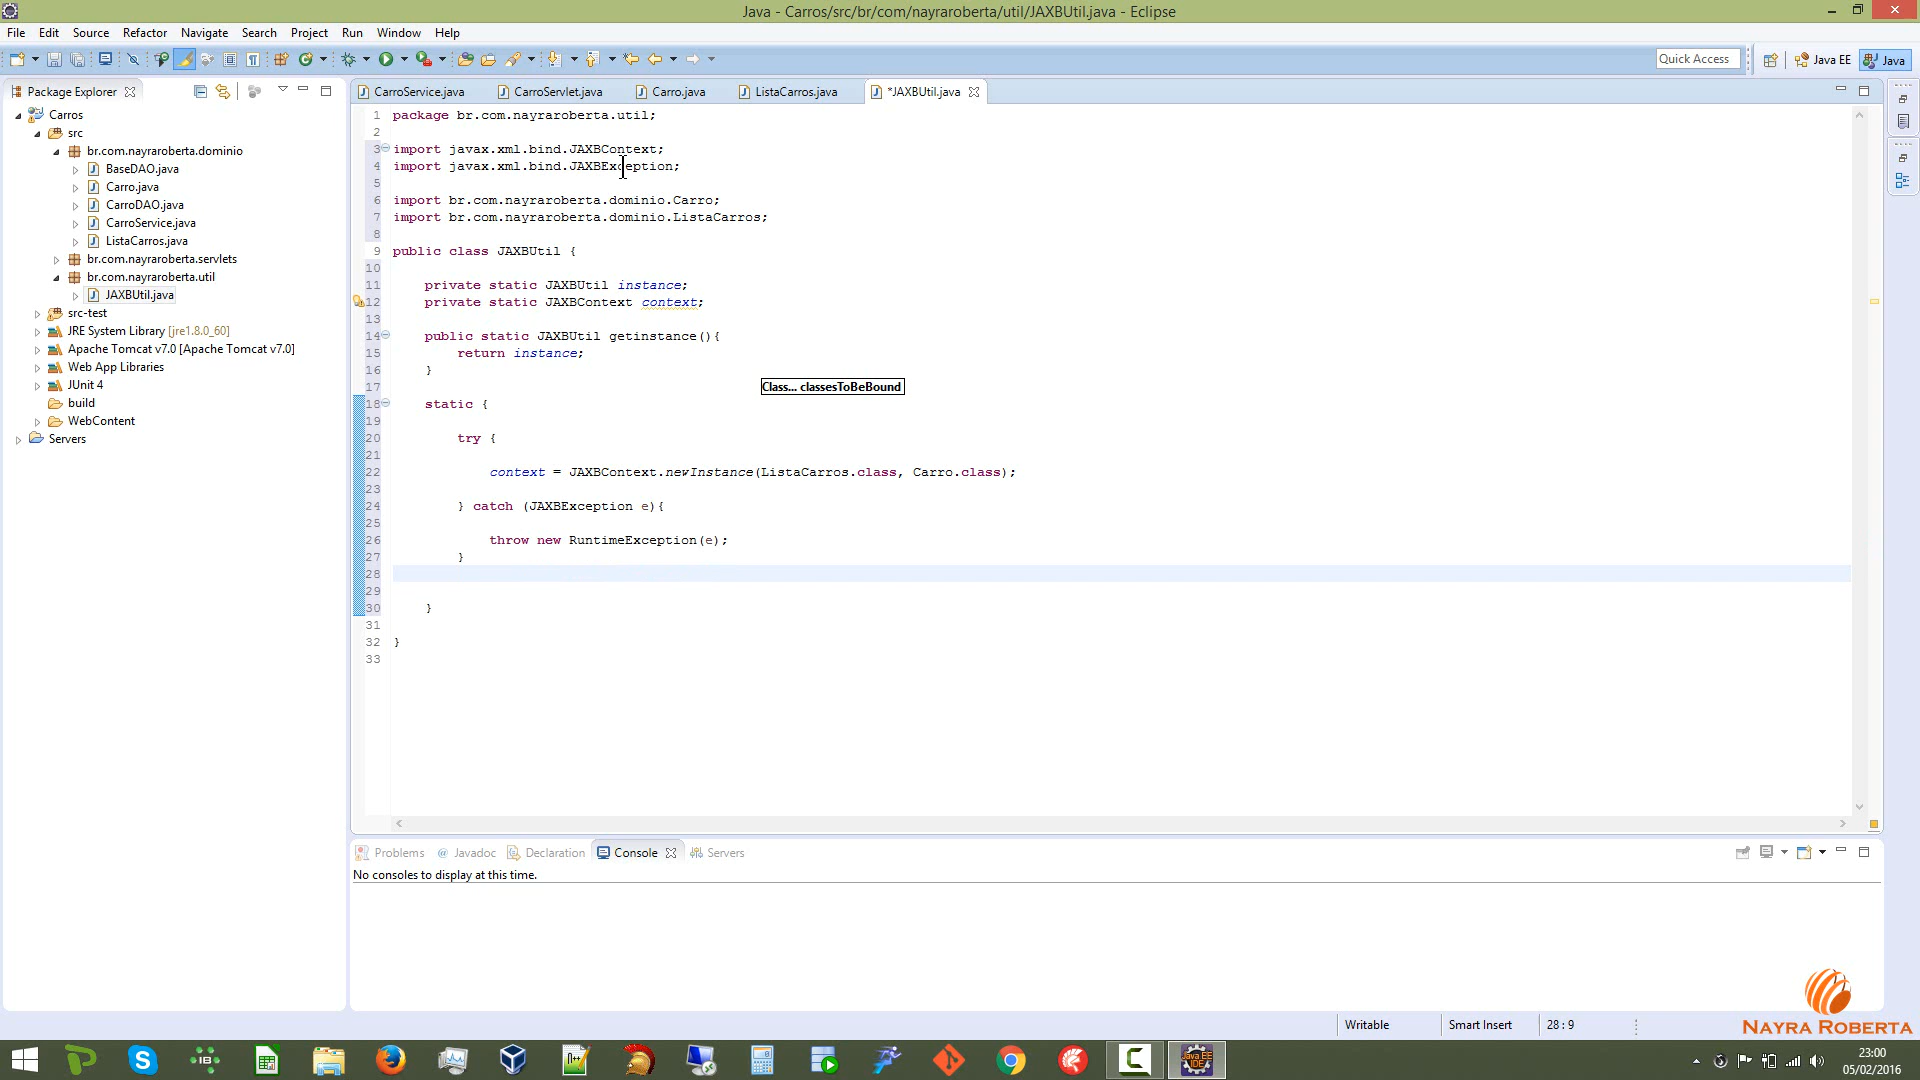 Java - Carros/src/br/com/nayraroberta/util/JAXBUtil.java - Eclipse
File Edit Source Refactor Navigate Search Project Run Window Help
Quick Access Java EE Java
Package Explorer
CarroService.java CarroServlet.java Carro.java ListaCarros.java *JAXBUtil.java
Carros
src
br.com.nayraroberta.dominio
BaseDAO.java
Carro.java
CarroDAO.java
CarroService.java
ListaCarros.java
br.com.nayraroberta.servlets
br.com.nayraroberta.util
JAXBUtil.java
src-test
JRE System Library [jre1.8.0_60]
Apache Tomcat v7.0 [Apache Tomcat v7.0]
Web App Libraries
JUnit 4
build
WebContent
Servers
1 package br.com.nayraroberta.util;
2
3 import javax.xml.bind.JAXBContext;
4 import javax.xml.bind.JAXBException;
5
6 import br.com.nayraroberta.dominio.Carro;
7 import br.com.nayraroberta.dominio.ListaCarros;
8
9 public class JAXBUtil {
10
11 private static JAXBUtil instance;
12 private static JAXBContext context;
13
14 public static JAXBUtil getinstance(){
15 return instance;
16 }
17 Class... classesToBeBound
18 static {
19
20 try {
21
22 context = JAXBContext.newInstance(ListaCarros.class, Carro.class);
23
24 } catch (JAXBException e){
25
26 throw new RuntimeException(e);
27 }
28
29
30 }
31
32 }
33
Problems Javadoc Declaration Console Servers
No consoles to display at this time.
Writable Smart Insert 28 : 9
NAYRA ROBERTA
23:00
05/02/2016